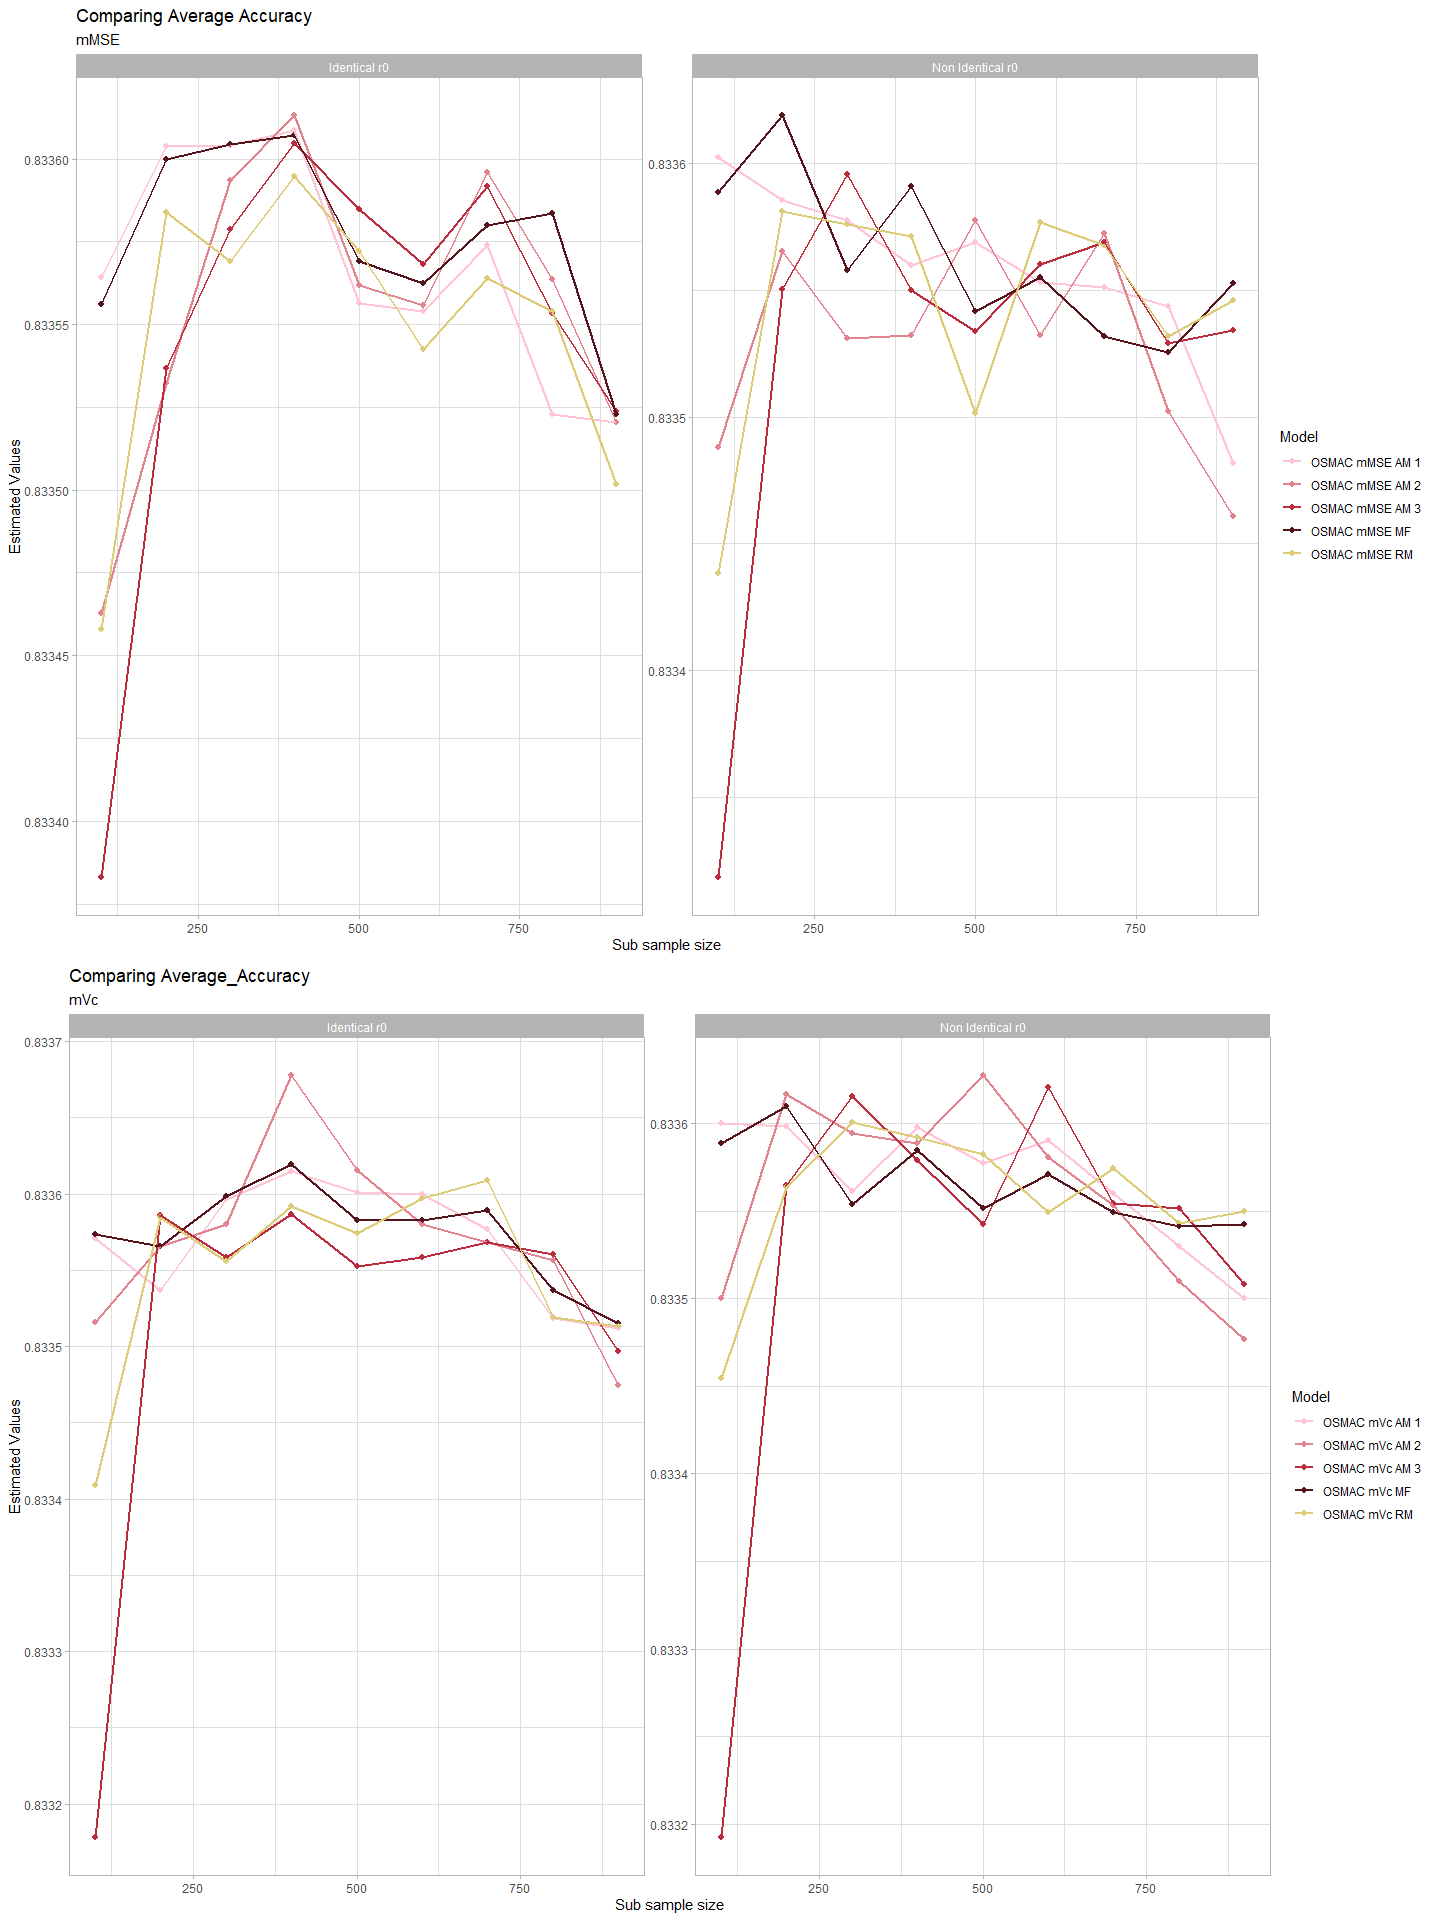 Comparing Average Accuracy
mMSE
Identical r0
Non Identical r0
0.83360
0.83355
0.83350
0.83345
0.83340
0.8336
0.8335
0.8334
Estimated Values
250
500
750
250
500
750
Sub sample size
Model
OSMAC mMSE AM 1
OSMAC mMSE AM 2
OSMAC mMSE AM 3
OSMAC mMSE MF
OSMAC mMSE RM
Comparing Average_Accuracy
mVc
Identical r0
Non Identical r0
0.8337
0.8336
0.8335
0.8334
0.8333
0.8332
0.8336
0.8335
0.8334
0.8333
0.8332
Estimated Values
250
500
750
250
500
750
Sub sample size
Model
OSMAC mVc AM 1
OSMAC mVc AM 2
OSMAC mVc AM 3
OSMAC mVc MF
OSMAC mVc RM